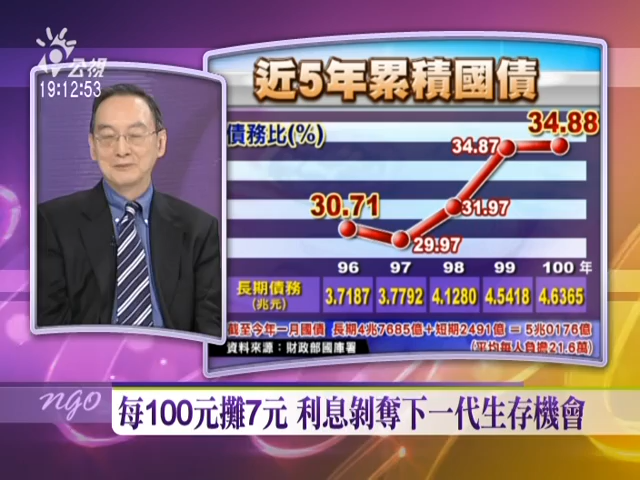 公視
19:12:53
近5年累積國債
債務比(%)
30.71
29.97
31.97
34.87
34.88
96 97 98 99 100 年
長期債務
(兆元)
3.7187 3.7792 4.1280 4.5418 4.6365
截至今年一月國債 長期4兆7685億+短期2491億 = 5兆0176億
資料來源：財政部國庫署
(平均每人負擔21.6萬)
ngo
每100元攤7元 利息剝奪下一代生存機會